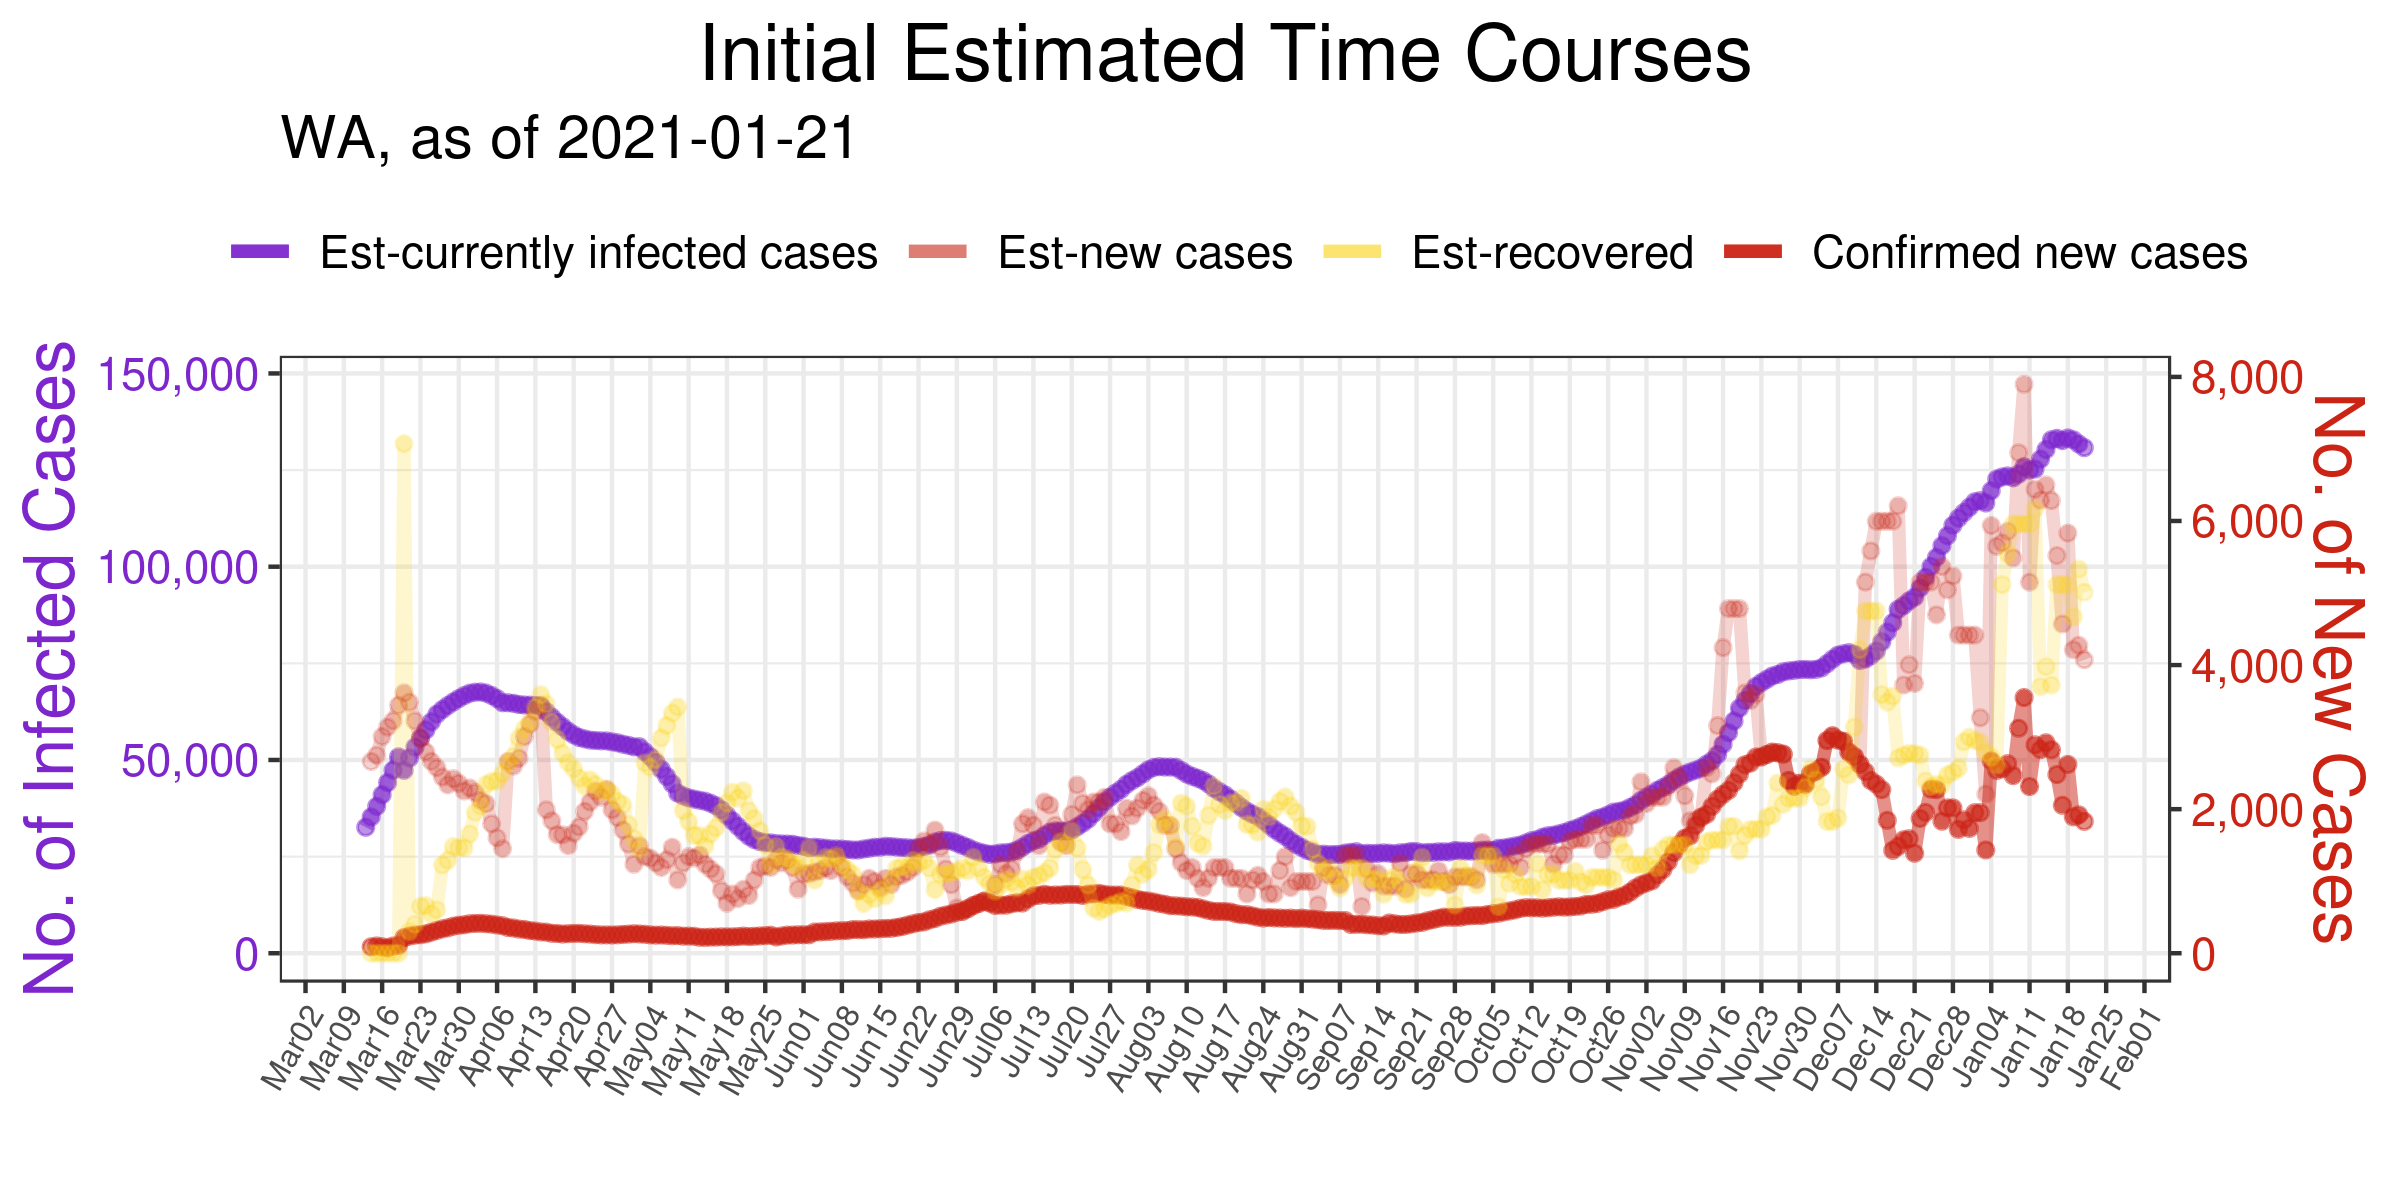 Initial Estimated Time Courses
WA, as of 2021-01-21
Est-currently infected cases Est-new cases Est-recovered Confirmed new cases
No. of Infected Cases
150,000
100,000
50,000
0
8,000
6,000
4,000
2,000
0
No. of New Cases
Mar02 Mar09 Mar16 Mar23 Mar30 Apr06 Apr13 Apr20 Apr27 May04 May11 May18 May25 Jun01 Jun08 Jun15 Jun22 Jun29 Jul06 Jul13 Jul20 Jul27 Aug03 Aug10 Aug17 Aug24 Aug31 Sep07 Sep14 Sep21 Sep28 Oct05 Oct12 Oct19 Oct26 Nov02 Nov09 Nov16 Nov23 Nov30 Dec07 Dec14 Dec21 Dec28 Jan04 Jan11 Jan18 Jan25 Feb01